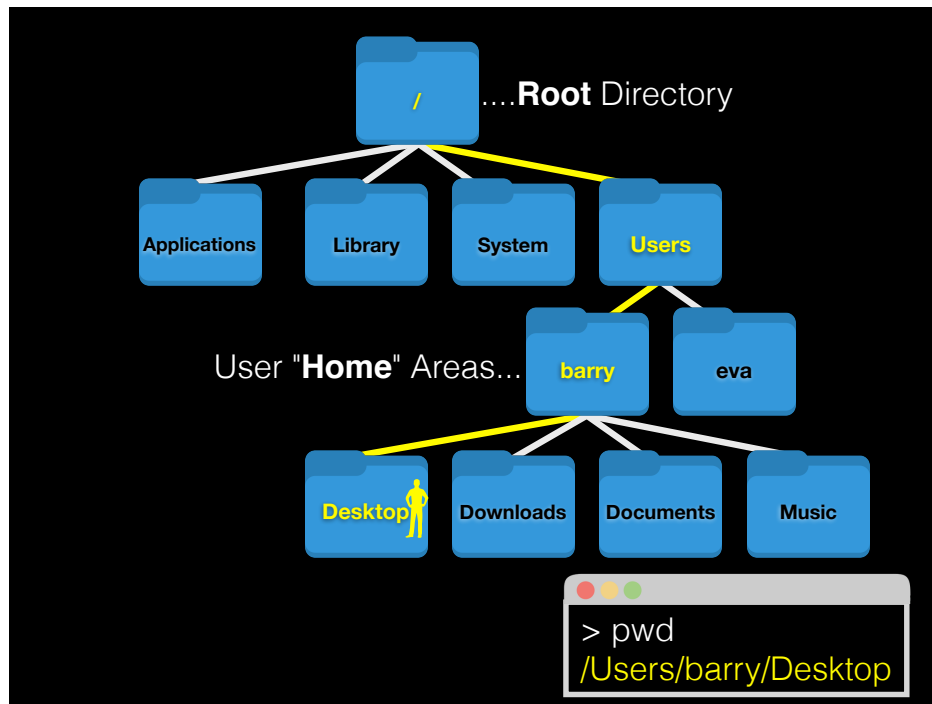 /
....Root Directory
Applications
Library
System
Users
User "Home" Areas...
barry
eva
Desktop
Downloads
Documents
Music
> pwd
/Users/barry/Desktop